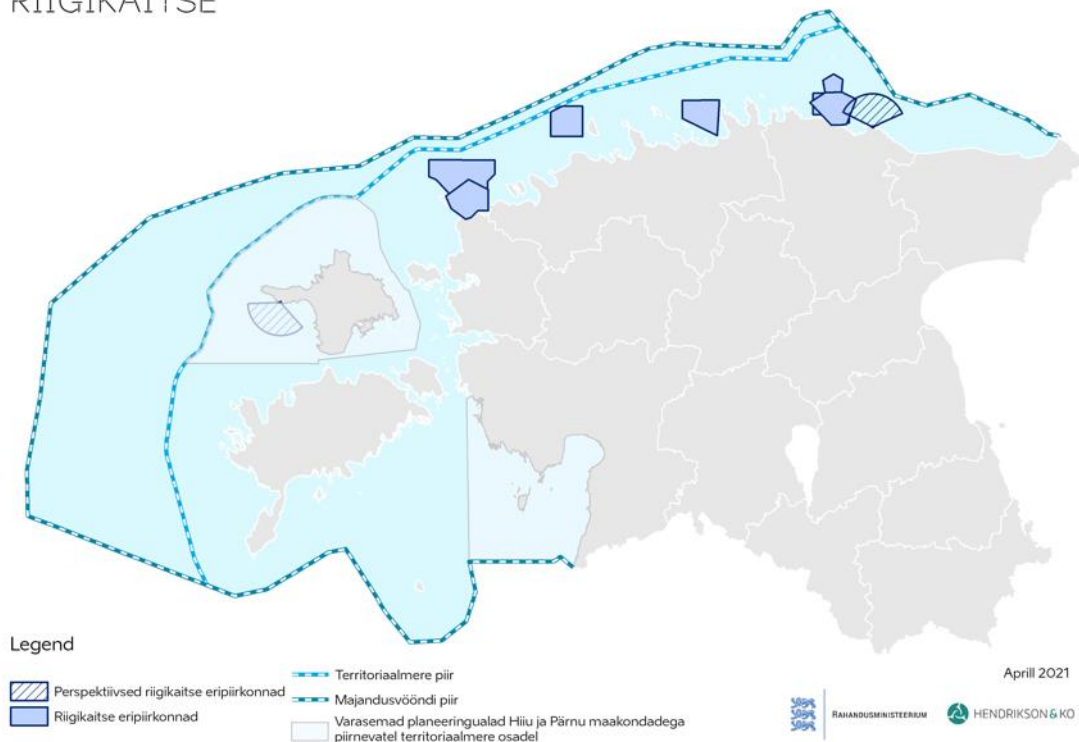 RIIGIKAITSE
Legend
Perspektiivsed riigikaitse eripiirkonnad
Riigikaitse eripiirkonnad
Territoriaalmere piir
Majandusvööndi piir
Varasemad planeeringualad Hiiu ja Pärnu maakondadega
piirnevatel territoriaalmere osadel
Aprill 2021
RAHANDUSMINISTEERIUM
HENDRIKSON & KO